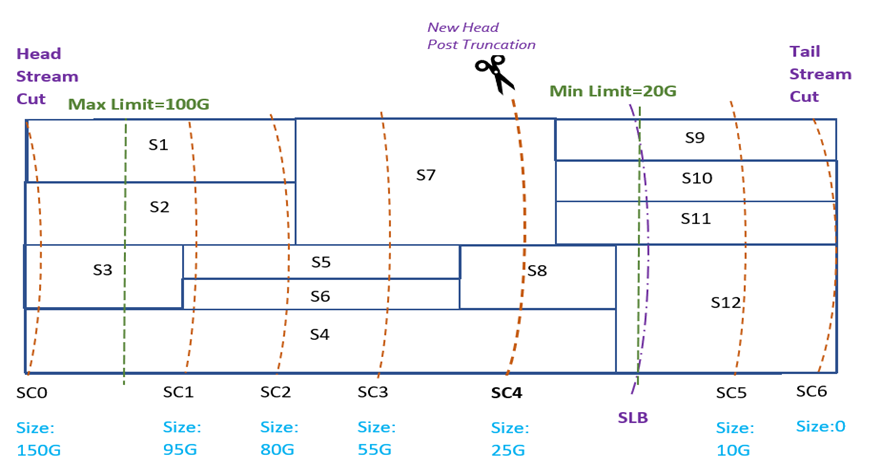 New Head
Post Truncation
Head
Stream
Cut
Tail
Stream
Cut
Max Limit=100G
Min Limit=20G
S1
S9
S7
S10
S2
S11
S3
S5
S8
S6
S12
S4
SC0
SC1
SC2
SC3
SC4
SLB
SC5
SC6
Size:
150G
Size:
95G
Size:
80G
Size:
55G
Size:
25G
Size:
10G
Size:0